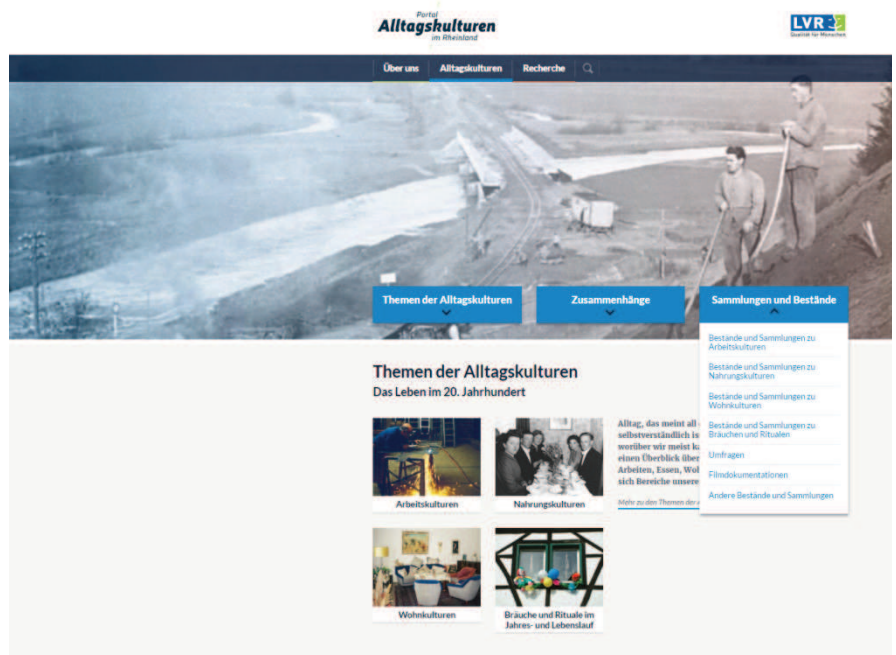 Portal
Alltagskulturen
im Rheinland
LVR
Qualität für Menschen
Über uns
Alltagskulturen
Recherche
Themen der Alltagskulturen
Zusammenhänge
Sammlungen und Bestände
Bestände und Sammlungen zu
Arbeitskulturen
Bestände und Sammlungen zu
Nahrungskulturen
Bestände und Sammlungen zu
Wohnkulturen
Bestände und Sammlungen zu
Bräuchen und Ritualen
Umfragen
Filmdokumentationen
Andere Bestände und Sammlungen
Themen der Alltagskulturen
Das Leben im 20. Jahrhundert
Arbeitskulturen
Nahrungskulturen
Alltag, das meint all
selbstverständlich is
worüber wir meist k
einen Überblick über
Arbeiten, Essen, Wo
sich Bereiche unsere
Mehr zu den Themen der
Wohnkulturen
Bräuche und Rituale im
Jahres- und Lebenslauf